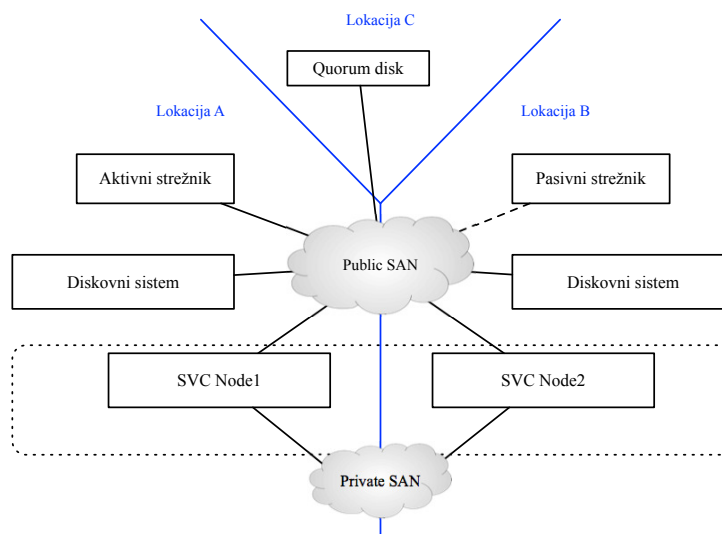 Lokacija C
Quorum disk
Lokacija A
Lokacija B
Aktivni strežnik
Pasivni strežnik
Public SAN
Diskovni sistem
Diskovni sistem
SVC Node1
SVC Node2
Private SAN